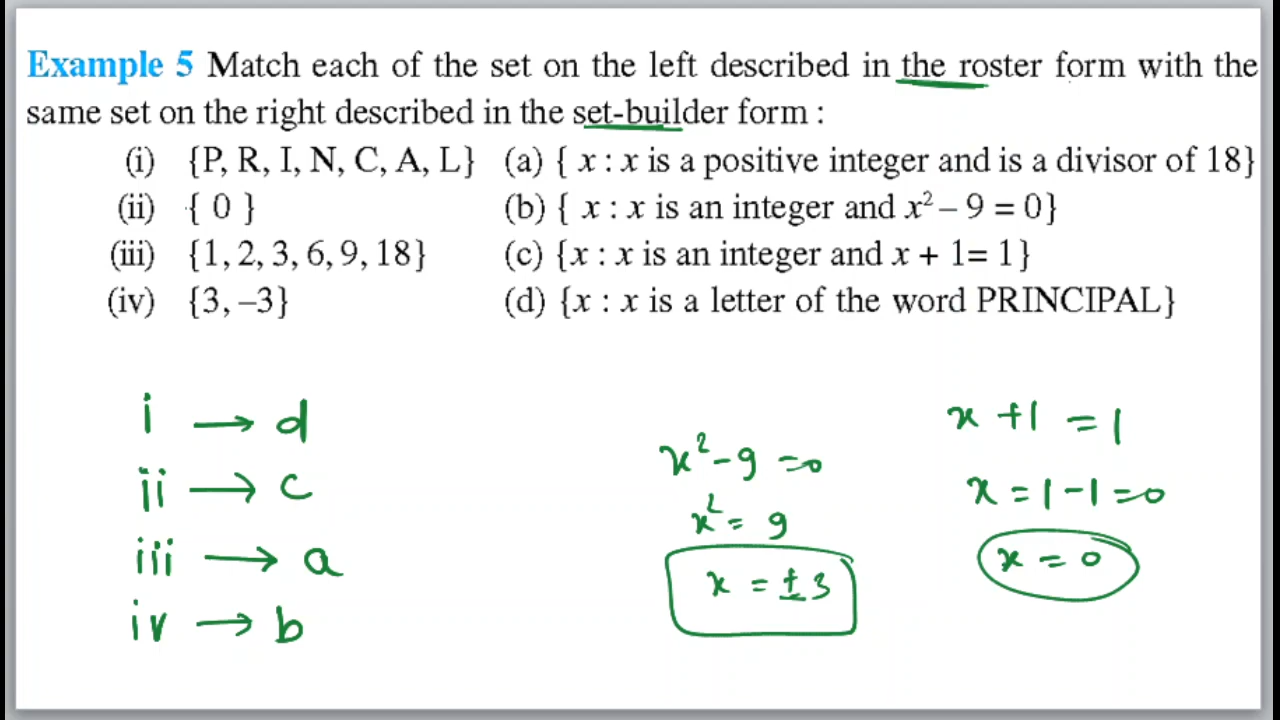 Example 5 Match each of the set on the left described in the roster form with the
same set on the right described in the set-builder form :
(i) {P, R, I, N, C, A, L} (a) { x : x is a positive integer and is a divisor of 18}
(ii) { 0 } (b) { x : x is an integer and x² – 9 = 0}
(iii) {1, 2, 3, 6, 9, 18} (c) {x : x is an integer and x + 1= 1}
(iv) {3, –3} (d) {x : x is a letter of the word PRINCIPAL}
i → d
ii → c
iii → a
iv → b
x² - 9 = 0
x² = 9
x = ± 3
x + 1 = 1
x = 1 - 1 = 0
x = 0